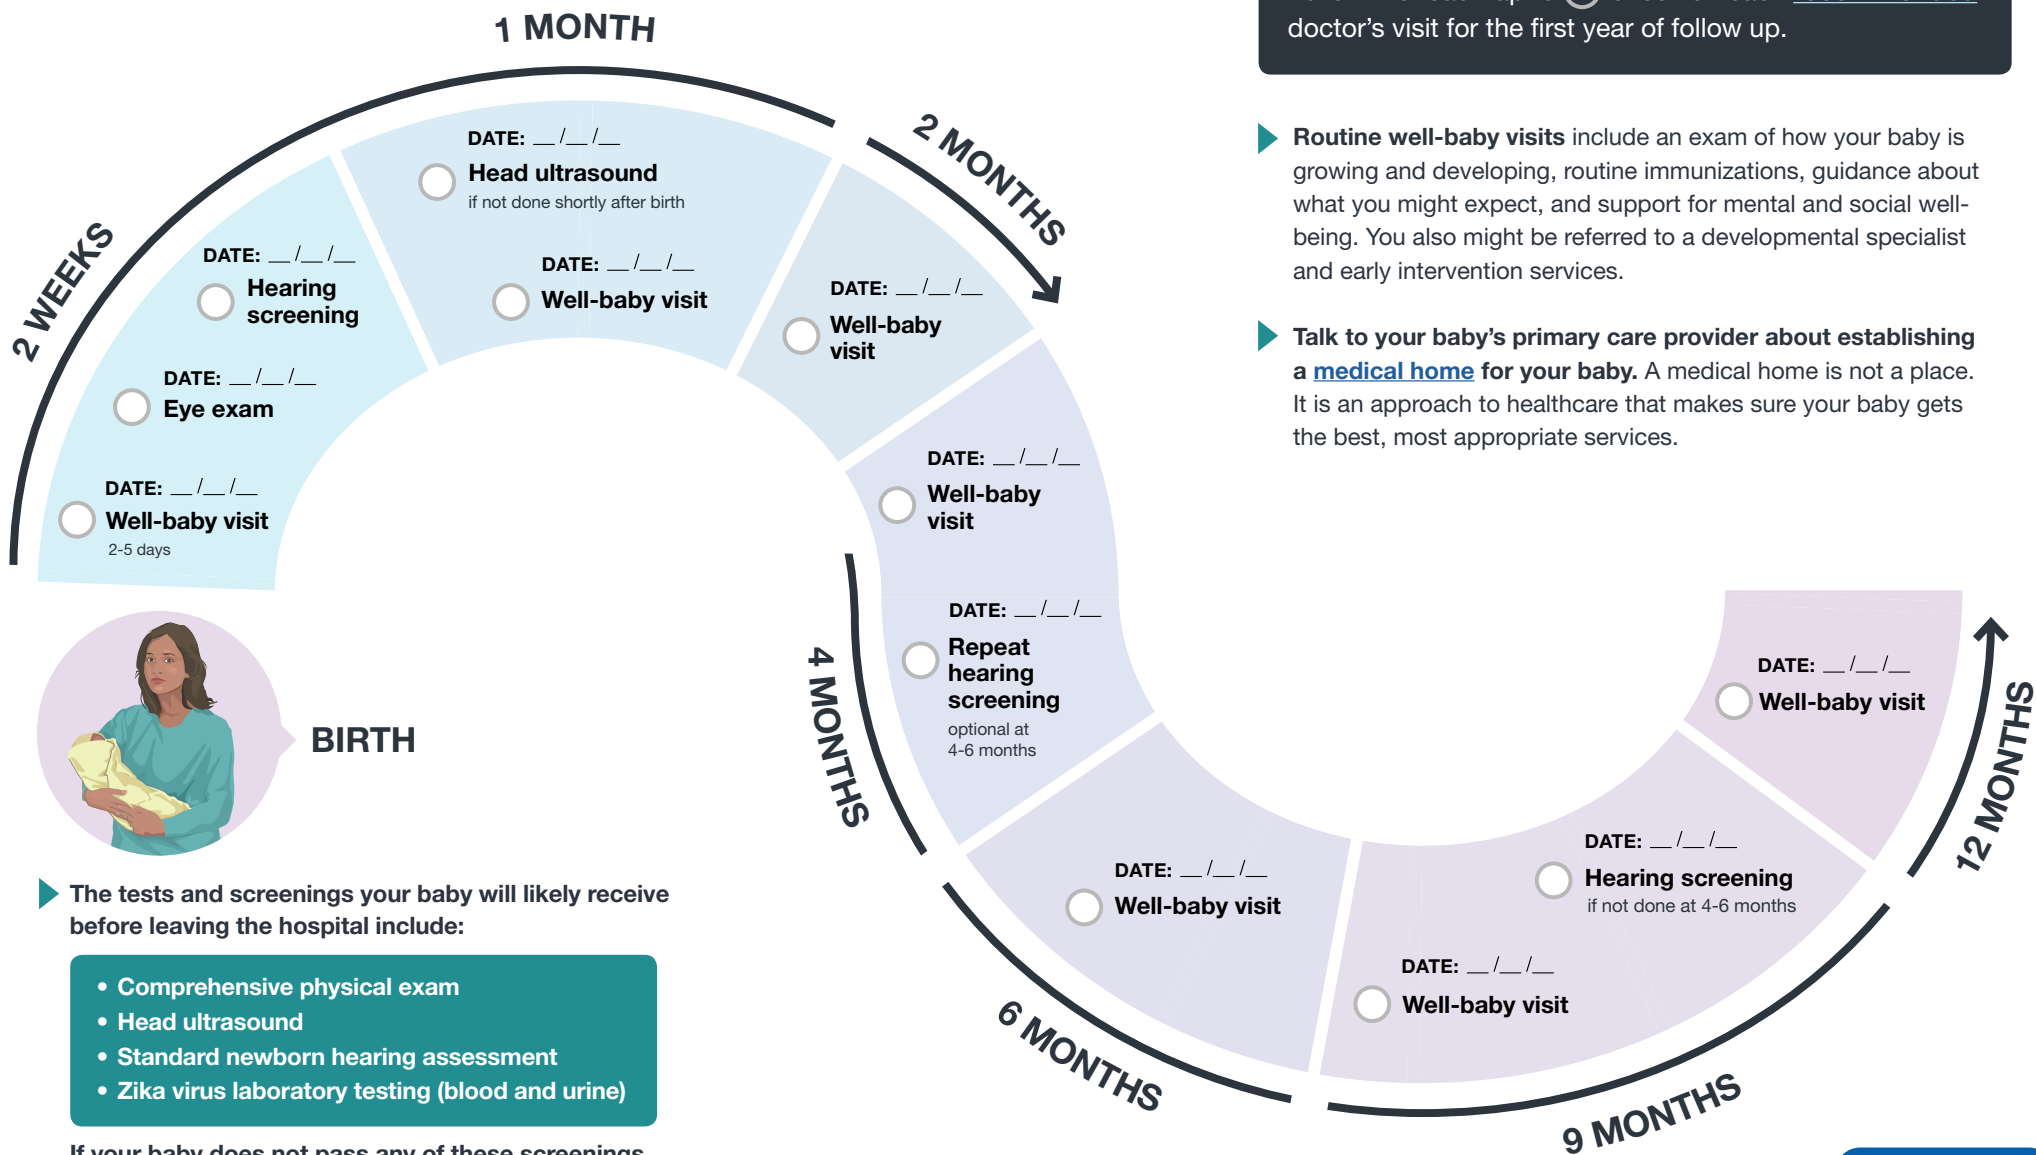 doctor's visit for the first year of follow up.
1 MONTH
2 WEEKS
2 MONTHS
DATE: __ /__ /__
Head ultrasound
if not done shortly after birth
DATE: __ /__ /__
Well-baby visit
DATE: __ /__ /__
Hearing
screening
DATE: __ /__ /__
Eye exam
DATE: __ /__ /__
Well-baby visit
2-5 days
DATE: __ /__ /__
Well-baby
visit
Routine well-baby visits include an exam of how your baby is
growing and developing, routine immunizations, guidance about
what you might expect, and support for mental and social well-
being. You also might be referred to a developmental specialist
and early intervention services.
Talk to your baby's primary care provider about establishing
a medical home for your baby. A medical home is not a place.
It is an approach to healthcare that makes sure your baby gets
the best, most appropriate services.
DATE: __ /__ /__
Well-baby
visit
DATE: __ /__ /__
Repeat
hearing
screening
optional at
4-6 months
4 MONTHS
DATE: __ /__ /__
Well-baby visit
6 MONTHS
DATE: __ /__ /__
Hearing screening
if not done at 4-6 months
DATE: __ /__ /__
Well-baby visit
9 MONTHS
DATE: __ /__ /__
Well-baby visit
12 MONTHS
BIRTH
The tests and screenings your baby will likely receive
before leaving the hospital include:
• Comprehensive physical exam
• Head ultrasound
• Standard newborn hearing assessment
• Zika virus laboratory testing (blood and urine)
If your baby does not pass any of these screenings